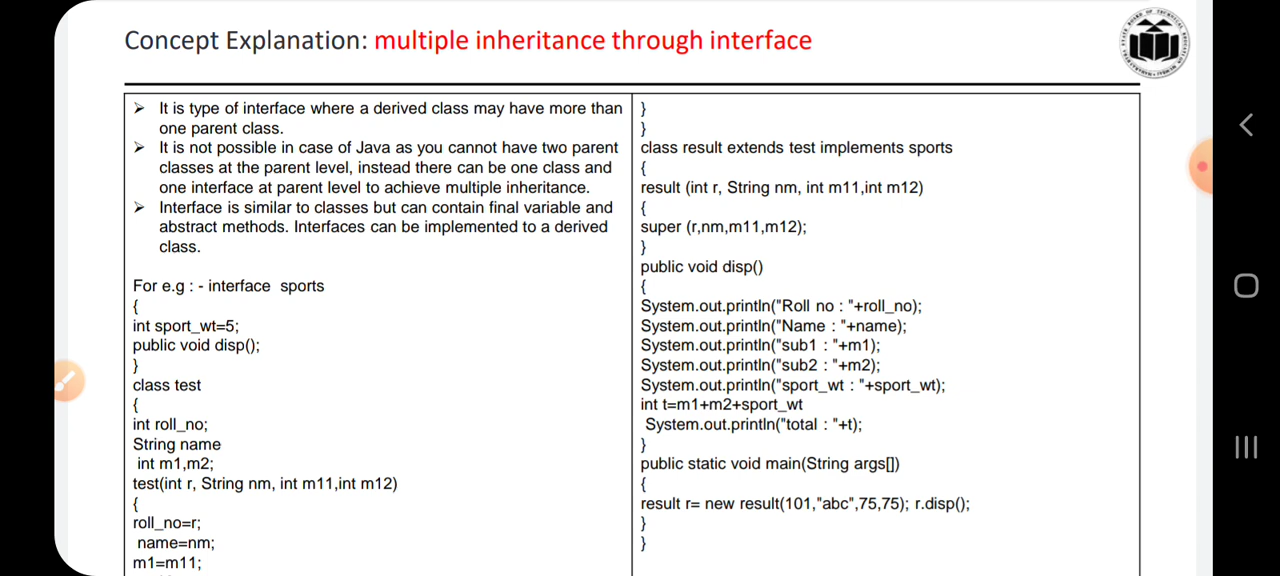 Concept Explanation: multiple inheritance through interface
➢ It is type of interface where a derived class may have more than
one parent class.
➢ It is not possible in case of Java as you cannot have two parent
classes at the parent level, instead there can be one class and
one interface at parent level to achieve multiple inheritance.
➢ Interface is similar to classes but can contain final variable and
abstract methods. Interfaces can be implemented to a derived
class.
For e.g : - interface sports
{
int sport_wt=5;
public void disp();
}
class test
{
int roll_no;
String name
int m1,m2;
test(int r, String nm, int m11,int m12)
{
roll_no=r;
name=nm;
m1=m11;
}
}
class result extends test implements sports
{
result (int r, String nm, int m11,int m12)
{
super (r,nm,m11,m12);
}
public void disp()
{
System.out.println("Roll no : "+roll_no);
System.out.println("Name : "+name);
System.out.println("sub1 : "+m1);
System.out.println("sub2 : "+m2);
System.out.println("sport_wt : "+sport_wt);
int t=m1+m2+sport_wt
System.out.println("total : "+t);
}
public static void main(String args[])
{
result r= new result(101,"abc",75,75); r.disp();
}
}